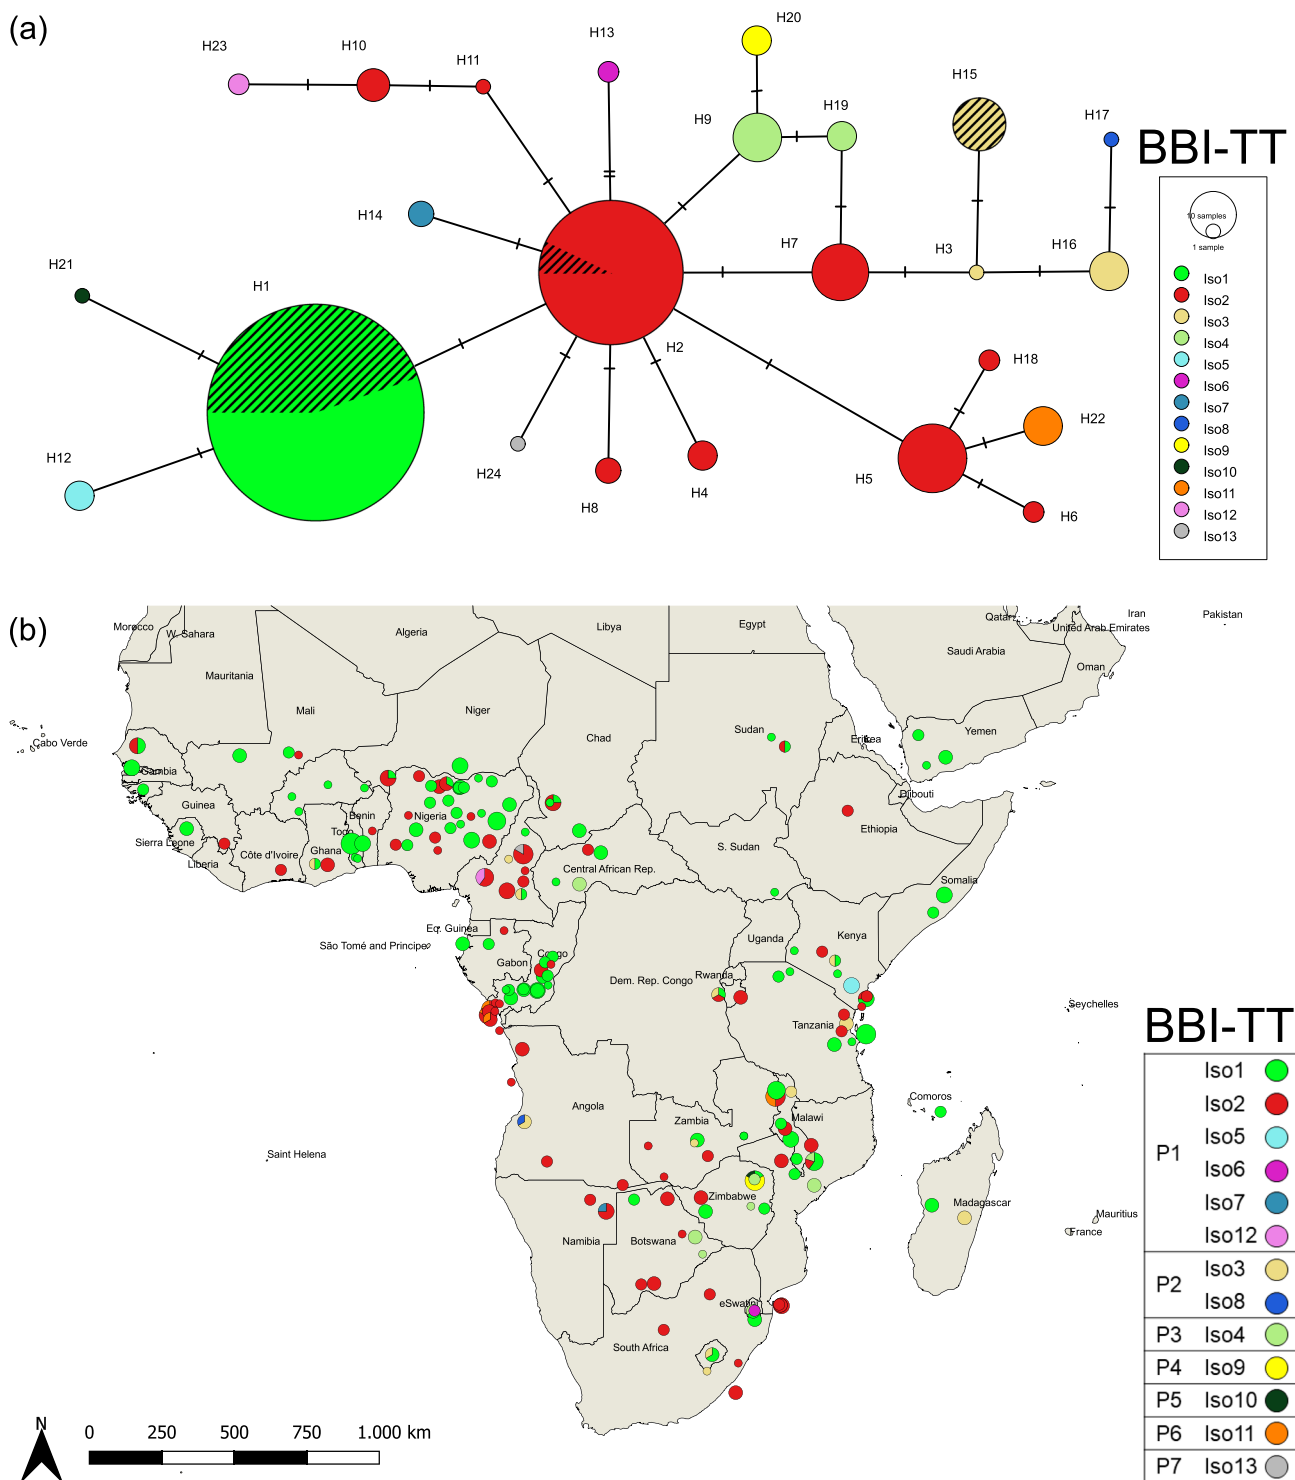 (a)
H23
H10
H11
H13
H20
H9
H19
H15
H17
H14
H7
H3
H16
H21
H1
H2
H18
H22
H12
H24
H8
H4
H5
H6
BBI-TT
10 samples
1 sample
Iso1
Iso2
Iso3
Iso4
Iso5
Iso6
Iso7
Iso8
Iso9
Iso10
Iso11
Iso12
Iso13
(b)
Morocco
W. Sahara
Algeria
Libya
Egypt
Qatar
Iran
Pakistan
United Arab Emirates
Saudi Arabia
Oman
Mauritania
Mali
Niger
Chad
Sudan
Eritrea
Yemen
Cabo Verde
Gambia
Guinea
Sierra Leone
Liberia
Côte d'Ivoire
Ghana
Togo
Benin
Nigeria
Djibouti
Ethiopia
S. Sudan
Central African Rep.
Somalia
Eq. Guinea
São Tomé and Principe
Gabon
Congo
Uganda
Kenya
Dem. Rep. Congo
Rwanda
Tanzania
Seychelles
Angola
Zambia
Malawi
Comoros
Saint Helena
Zimbabwe
Madagascar
Mauritius
France
Namibia
Botswana
eSwatini
South Africa
BBI-TT
P1
Iso1
Iso2
Iso5
Iso6
Iso7
Iso12
P2
Iso3
Iso8
P3 Iso4
P4 Iso9
P5 Iso10
P6 Iso11
P7 Iso13
N
0 250 500 750 1.000 km